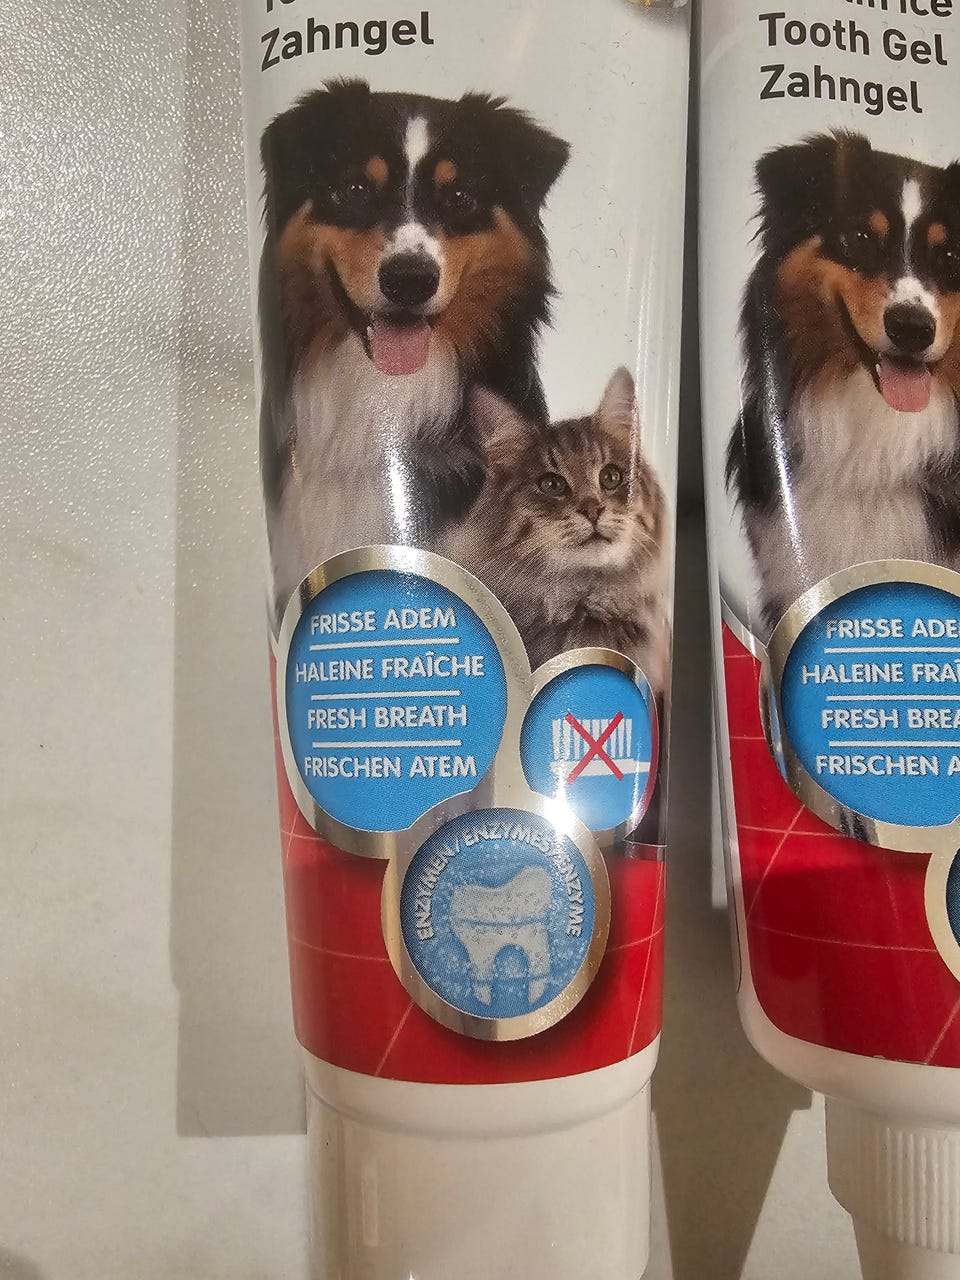 Zahngel
FRISSE ADEM
HALEINE FRAÎCHE
FRESH BREATH
FRISCHEN ATEM
ENZYMEN/ENZYMES/ENZYME
Tooth Gel
Zahngel
FRISSE ADE
HALEINE FRAÎ
FRESH BREA
FRISCHEN A